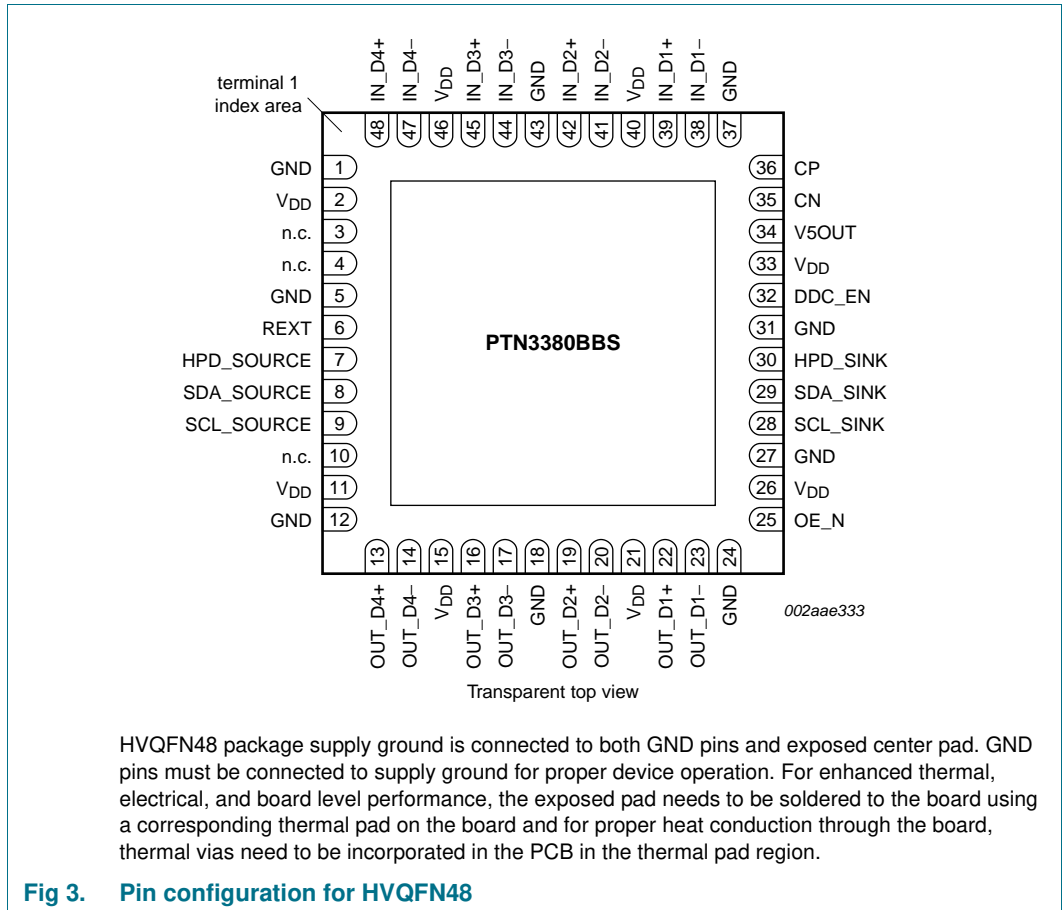 IN_D4+
IN_D4−
VDD
IN_D3+
IN_D3−
GND
IN_D2+
IN_D2−
VDD
IN_D1+
IN_D1−
GND
terminal 1
index area
48
47
46
45
44
43
42
41
40
39
38
37
GND 1
VDD 2
n.c. 3
n.c. 4
GND 5
REXT 6
HPD_SOURCE 7
SDA_SOURCE 8
SCL_SOURCE 9
n.c. 10
VDD 11
GND 12
PTN3380BBS
36 CP
35 CN
34 V5OUT
33 VDD
32 DDC_EN
31 GND
30 HPD_SINK
29 SDA_SINK
28 SCL_SINK
27 GND
26 VDD
25 OE_N
13
14
15
16
17
18
19
20
21
22
23
24
OUT_D4+
OUT_D4−
VDD
OUT_D3+
OUT_D3−
GND
OUT_D2+
OUT_D2−
VDD
OUT_D1+
OUT_D1−
GND
002aae333
Transparent top view
HVQFN48 package supply ground is connected to both GND pins and exposed center pad. GND
pins must be connected to supply ground for proper device operation. For enhanced thermal,
electrical, and board level performance, the exposed pad needs to be soldered to the board using
a corresponding thermal pad on the board and for proper heat conduction through the board,
thermal vias need to be incorporated in the PCB in the thermal pad region.
Fig 3. Pin configuration for HVQFN48